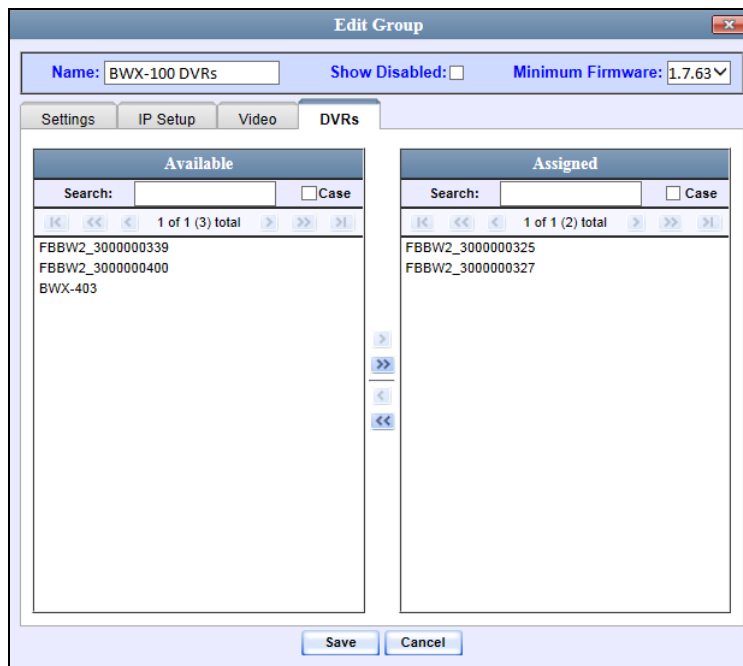 Edit Group
Name: BWX-100 DVRs Show Disabled: Minimum Firmware: 1.7.63
Settings IP Setup Video DVRs
Available
Search: Case
1 of 1 (3) total
FBBW2_3000000339
FBBW2_3000000400
BWX-403
Assigned
Search: Case
1 of 1 (2) total
FBBW2_3000000325
FBBW2_3000000327
Save Cancel